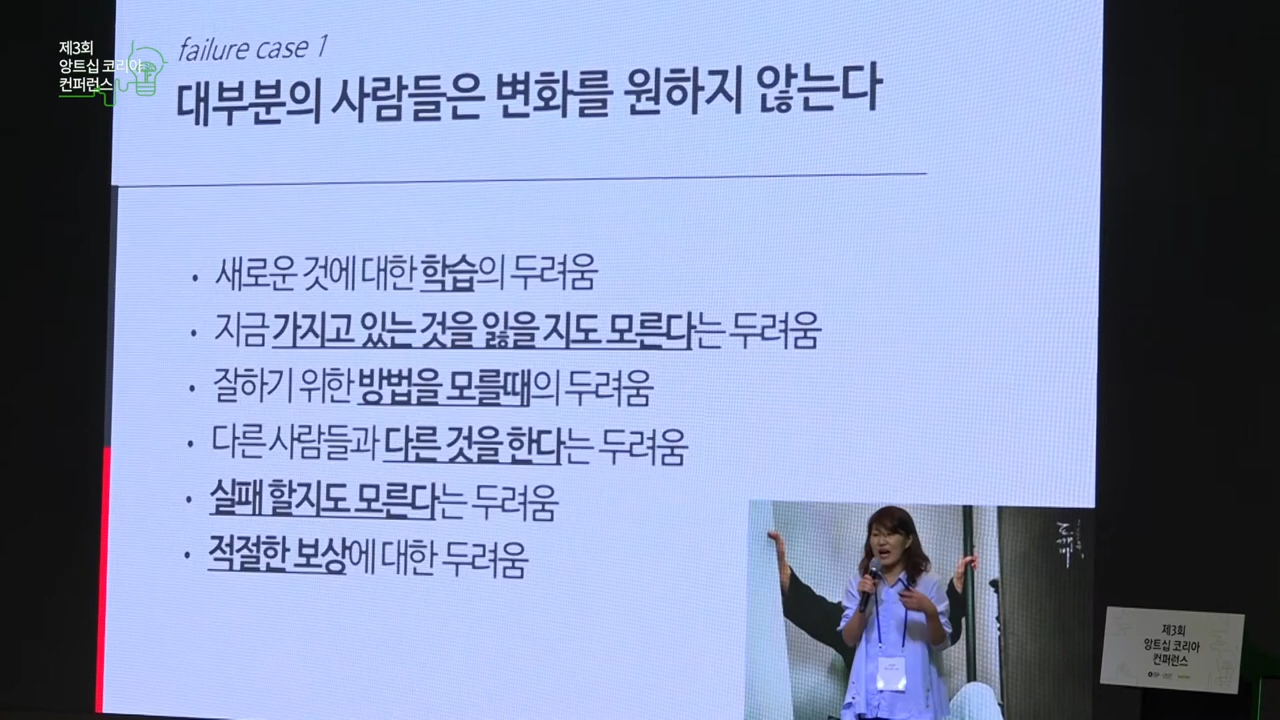 제3회
앙트십 코리아
컨퍼런스
failure case 1
대부분의 사람들은 변화를 원하지 않는다
• 새로운 것에 대한 학습의 두려움
• 지금 가지고 있는 것을 잃을 지도 모른다는 두려움
• 잘하기 위한 방법을 모를때의 두려움
• 다른 사람들과 다른 것을 한다는 두려움
• 실패 할지도 모른다는 두려움
• 적절한 보상에 대한 두려움
도깨비
제3회
앙트십 코리아
컨퍼런스